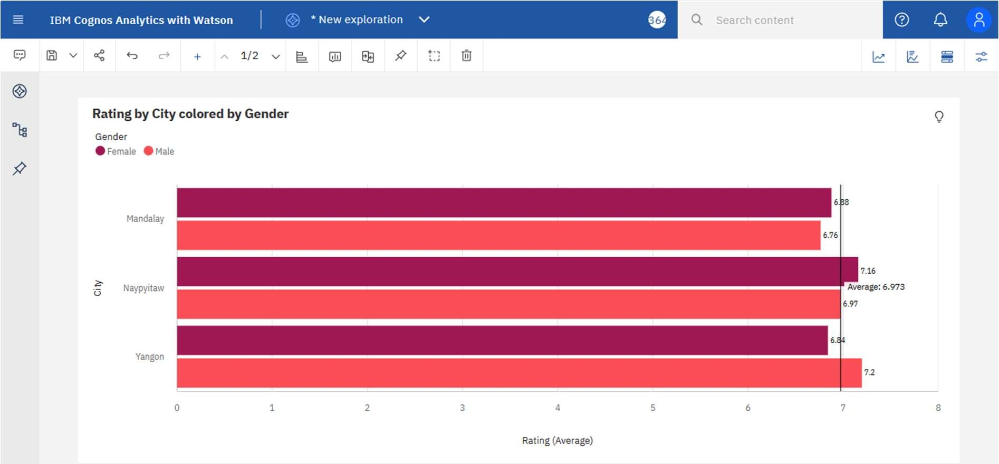 IBM Cognos Analytics with Watson
* New exploration
364
Search content
1/2
Rating by City colored by Gender
Gender
Female
Male
Mandalay
6.88
6.76
City
Naypyitaw
7.16
Average: 6.973
6.97
Yangon
6.84
7.2
0 1 2 3 4 5 6 7 8
Rating (Average)